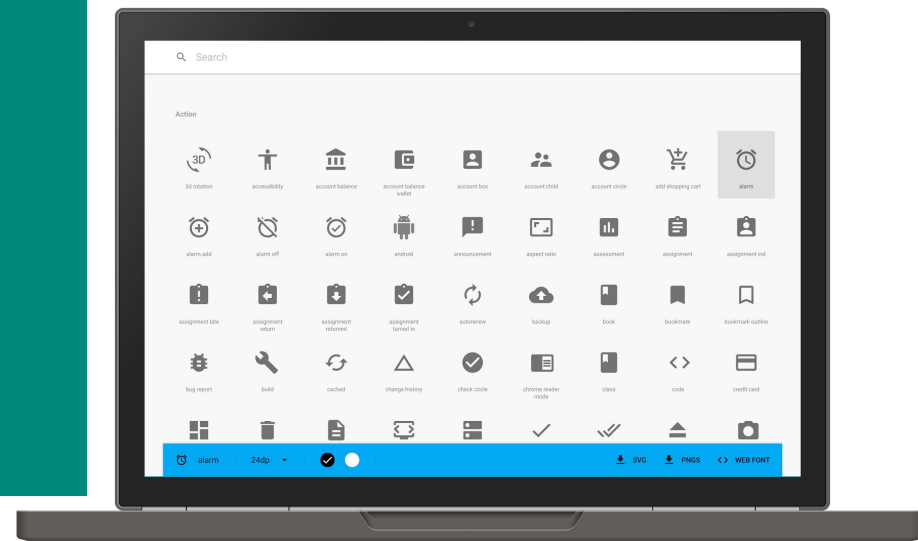 Search
Action
3D
3d rotation
accessibility
account balance
account balance
wallet
account box
account child
account circle
add shopping cart
alarm
alarm add
alarm off
alarm on
android
announcement
aspect ratio
assessment
assignment
assignment ind
assignment late
assignment
return
assignment
returned
assignment
turned in
autorenew
backup
book
bookmark
bookmark outline
bug report
build
cached
change history
check circle
chrome reader
mode
class
code
credit card
alarm
24dp
SVG
PNGS
WEB FONT